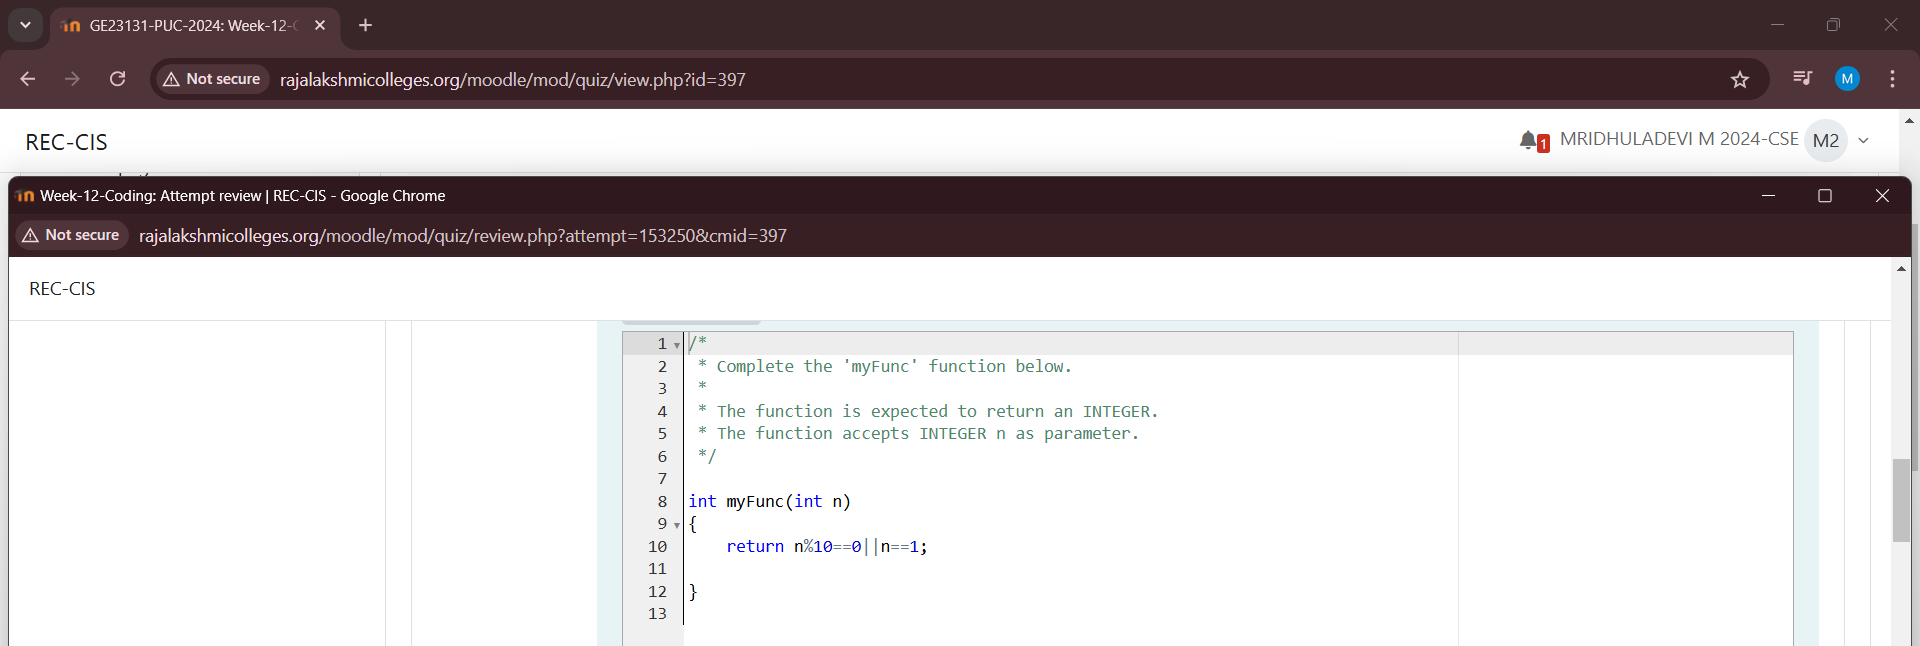 GE23131-PUC-2024: Week-12-C
Not secure
rajalakshmicolleges.org/moodle/mod/quiz/view.php?id=397
M
REC-CIS
1
MRIDHULADEVI M 2024-CSE
M2
Week-12-Coding: Attempt review | REC-CIS - Google Chrome
Not secure
rajalakshmicolleges.org/moodle/mod/quiz/review.php?attempt=153250&cmid=397
REC-CIS
1 /*
2 * Complete the 'myFunc' function below.
3 *
4 * The function is expected to return an INTEGER.
5 * The function accepts INTEGER n as parameter.
6 */
7
8 int myFunc(int n)
9 {
10 return n%10==0||n==1;
11
12 }
13